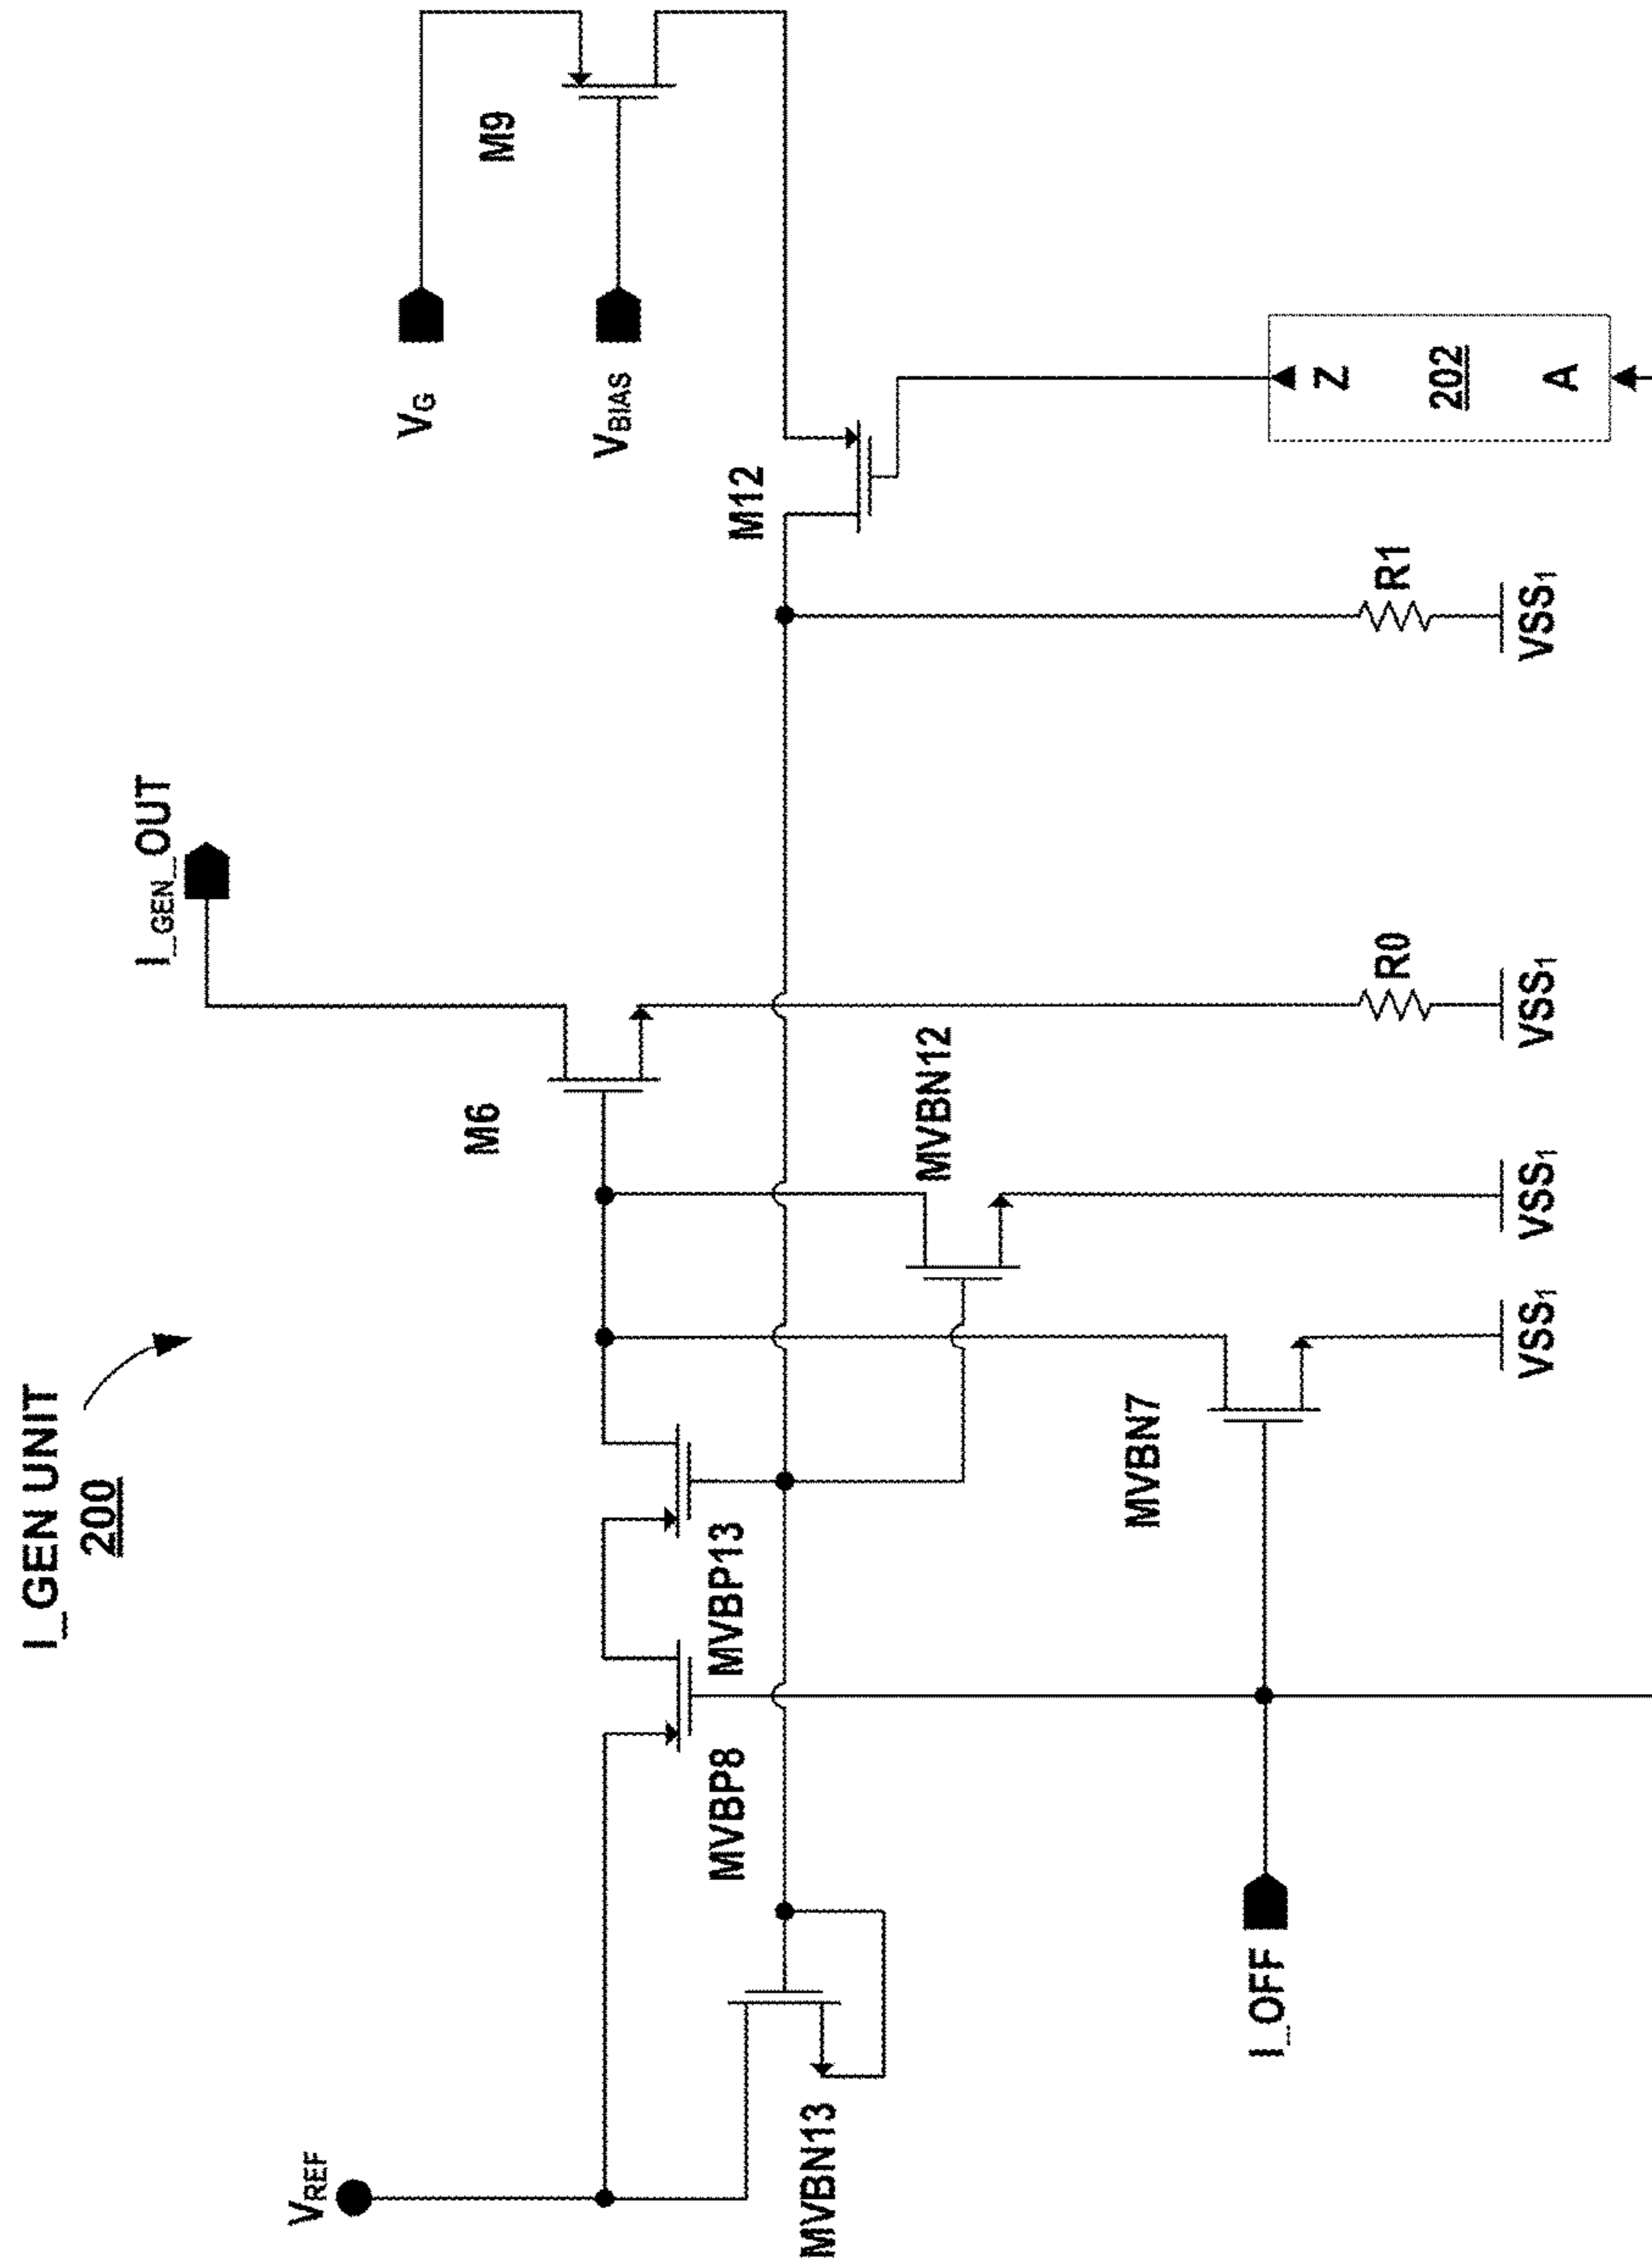 I_GEN UNIT
200
I_GEN_OUT
VREF
M6
M9
VG
VBIAS
M12
MVBP8
MVBP13
MVBN13
MVBN12
MVBN7
I_OFF
R0
R1
Z
202
A
VSS1
VSS1
VSS1
VSS1